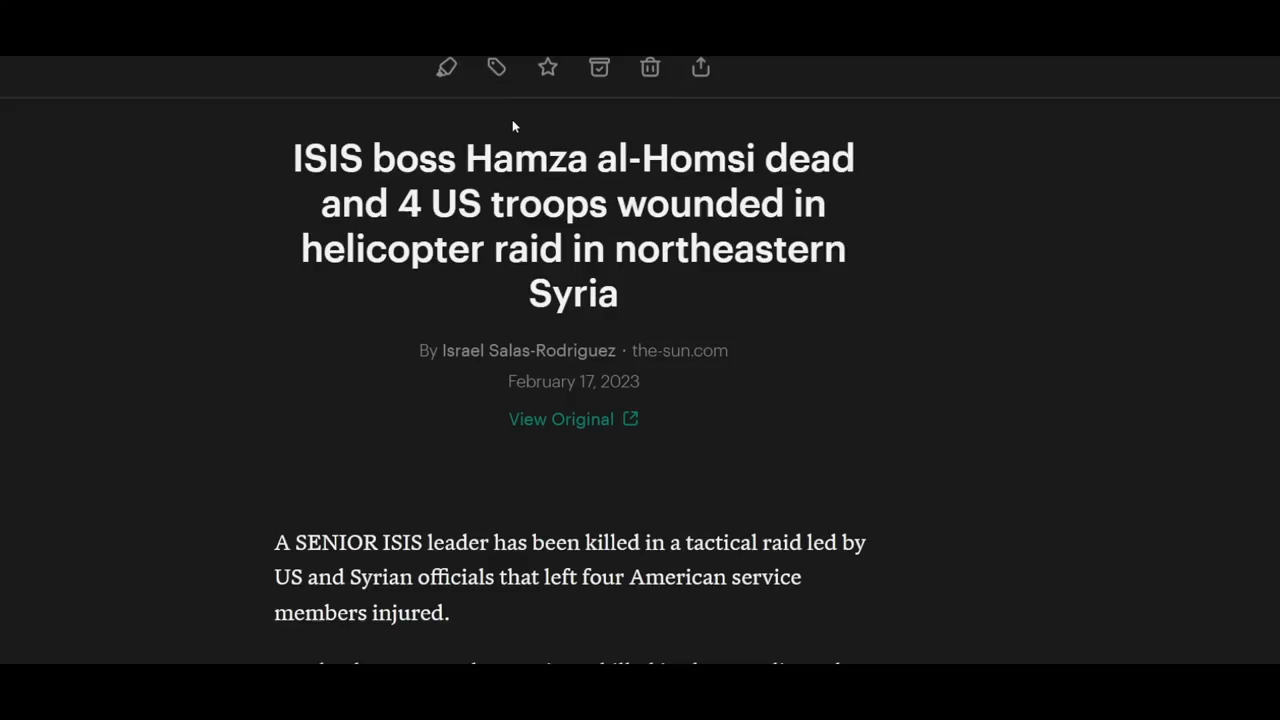 ISIS boss Hamza al-Homsi dead
and 4 US troops wounded in
helicopter raid in northeastern
Syria
By Israel Salas-Rodriguez · the-sun.com
February 17, 2023
View Original
A SENIOR ISIS leader has been killed in a tactical raid led by
US and Syrian officials that left four American service
members injured.